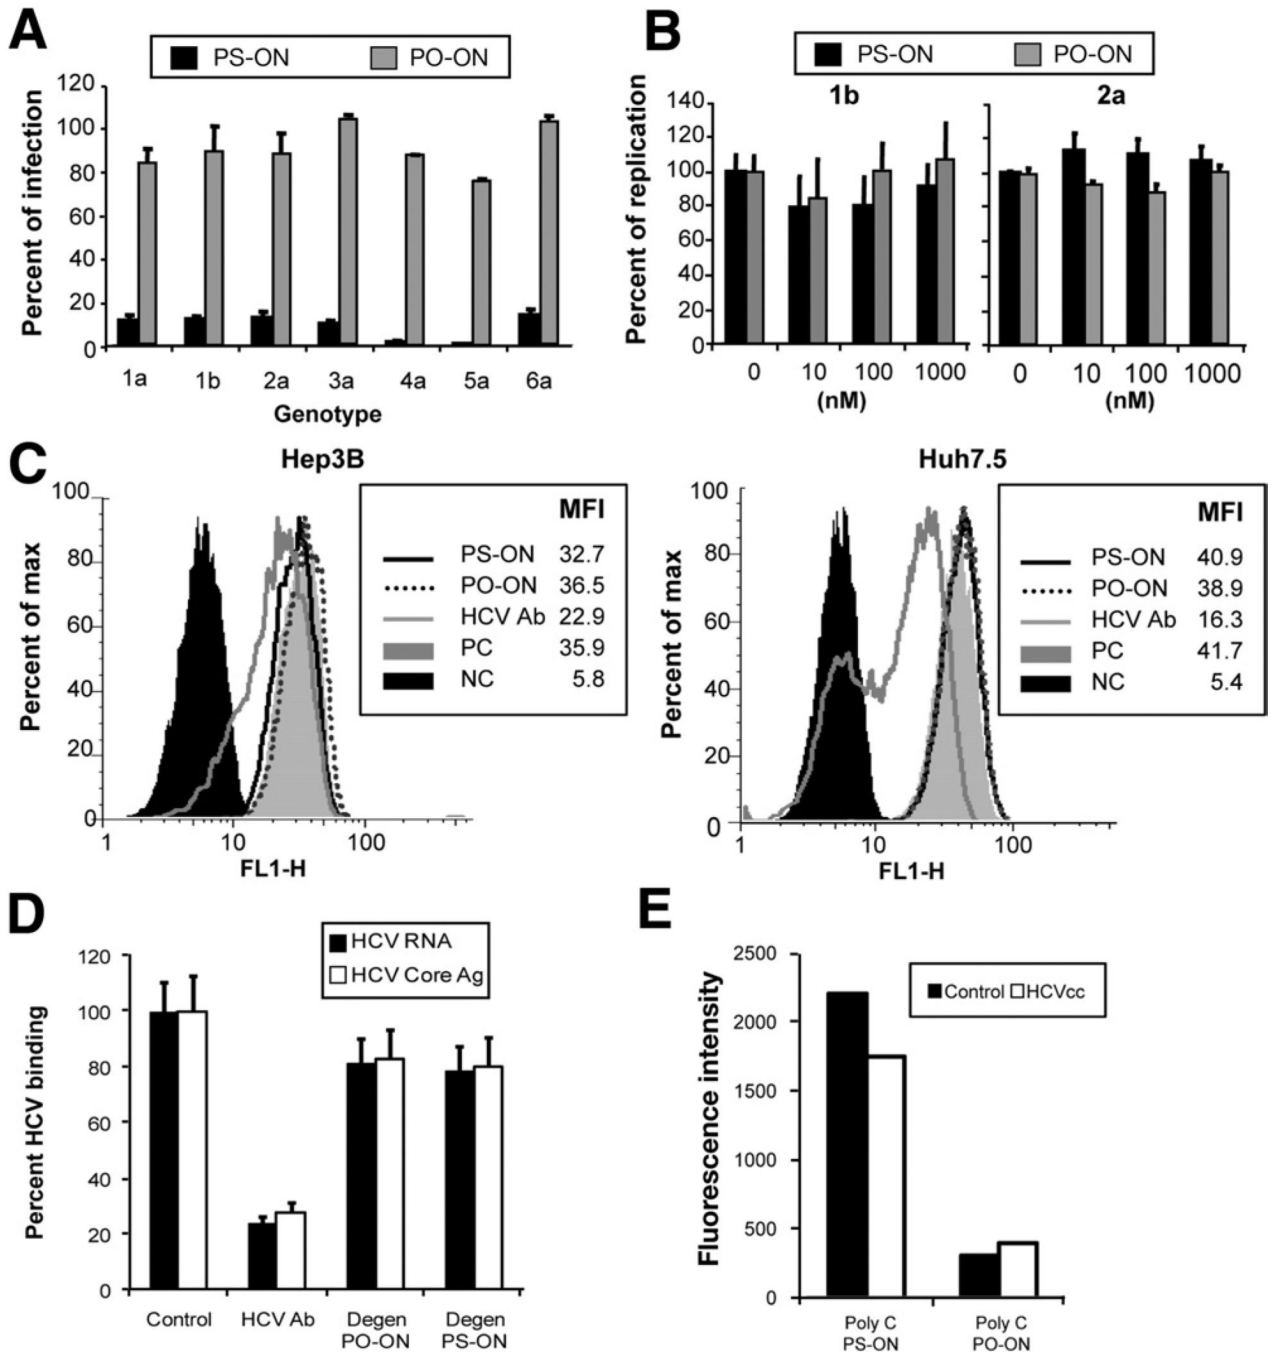 A
PS-ON PO-ON
Percent of infection
120
100
80
60
40
20
0
1a 1b 2a 3a 4a 5a 6a
Genotype
B
PS-ON PO-ON
1b 2a
Percent of replication
140
120
100
80
60
40
20
0
0 10 100 1000 0 10 100 1000
(nM) (nM)
C
Hep3B
Percent of max
100
80
60
40
20
0
1 10 100
FL1-H
MFI
PS-ON 32.7
PO-ON 36.5
HCV Ab 22.9
PC 35.9
NC 5.8
Huh7.5
Percent of max
100
80
60
40
20
0
1 10 100
FL1-H
MFI
PS-ON 40.9
PO-ON 38.9
HCV Ab 16.3
PC 41.7
NC 5.4
D
HCV RNA
HCV Core Ag
Percent HCV binding
120
100
80
60
40
20
0
Control HCV Ab Degen Degen
PO-ON PS-ON
E
Control HCVcc
Fluorescence intensity
2500
2000
1500
1000
500
0
Poly C Poly C
PS-ON PO-ON